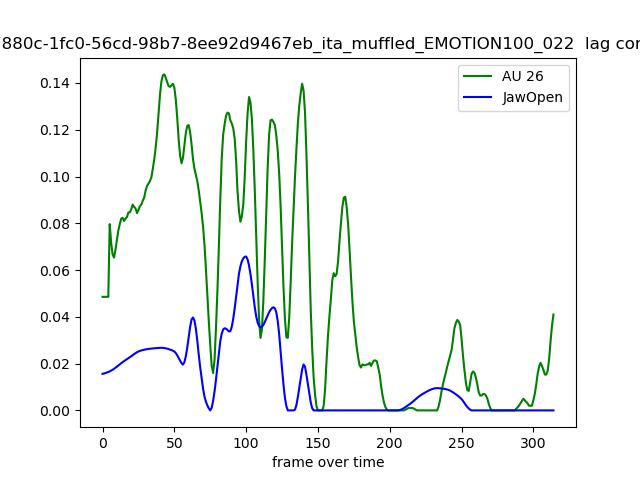 7880c-1fc0-56cd-98b7-8ee92d9467eb_ita_muffled_EMOTION100_022 lag cor
AU 26
JawOpen
0.14
0.12
0.10
0.08
0.06
0.04
0.02
0.00
0 50 100 150 200 250 300
frame over time